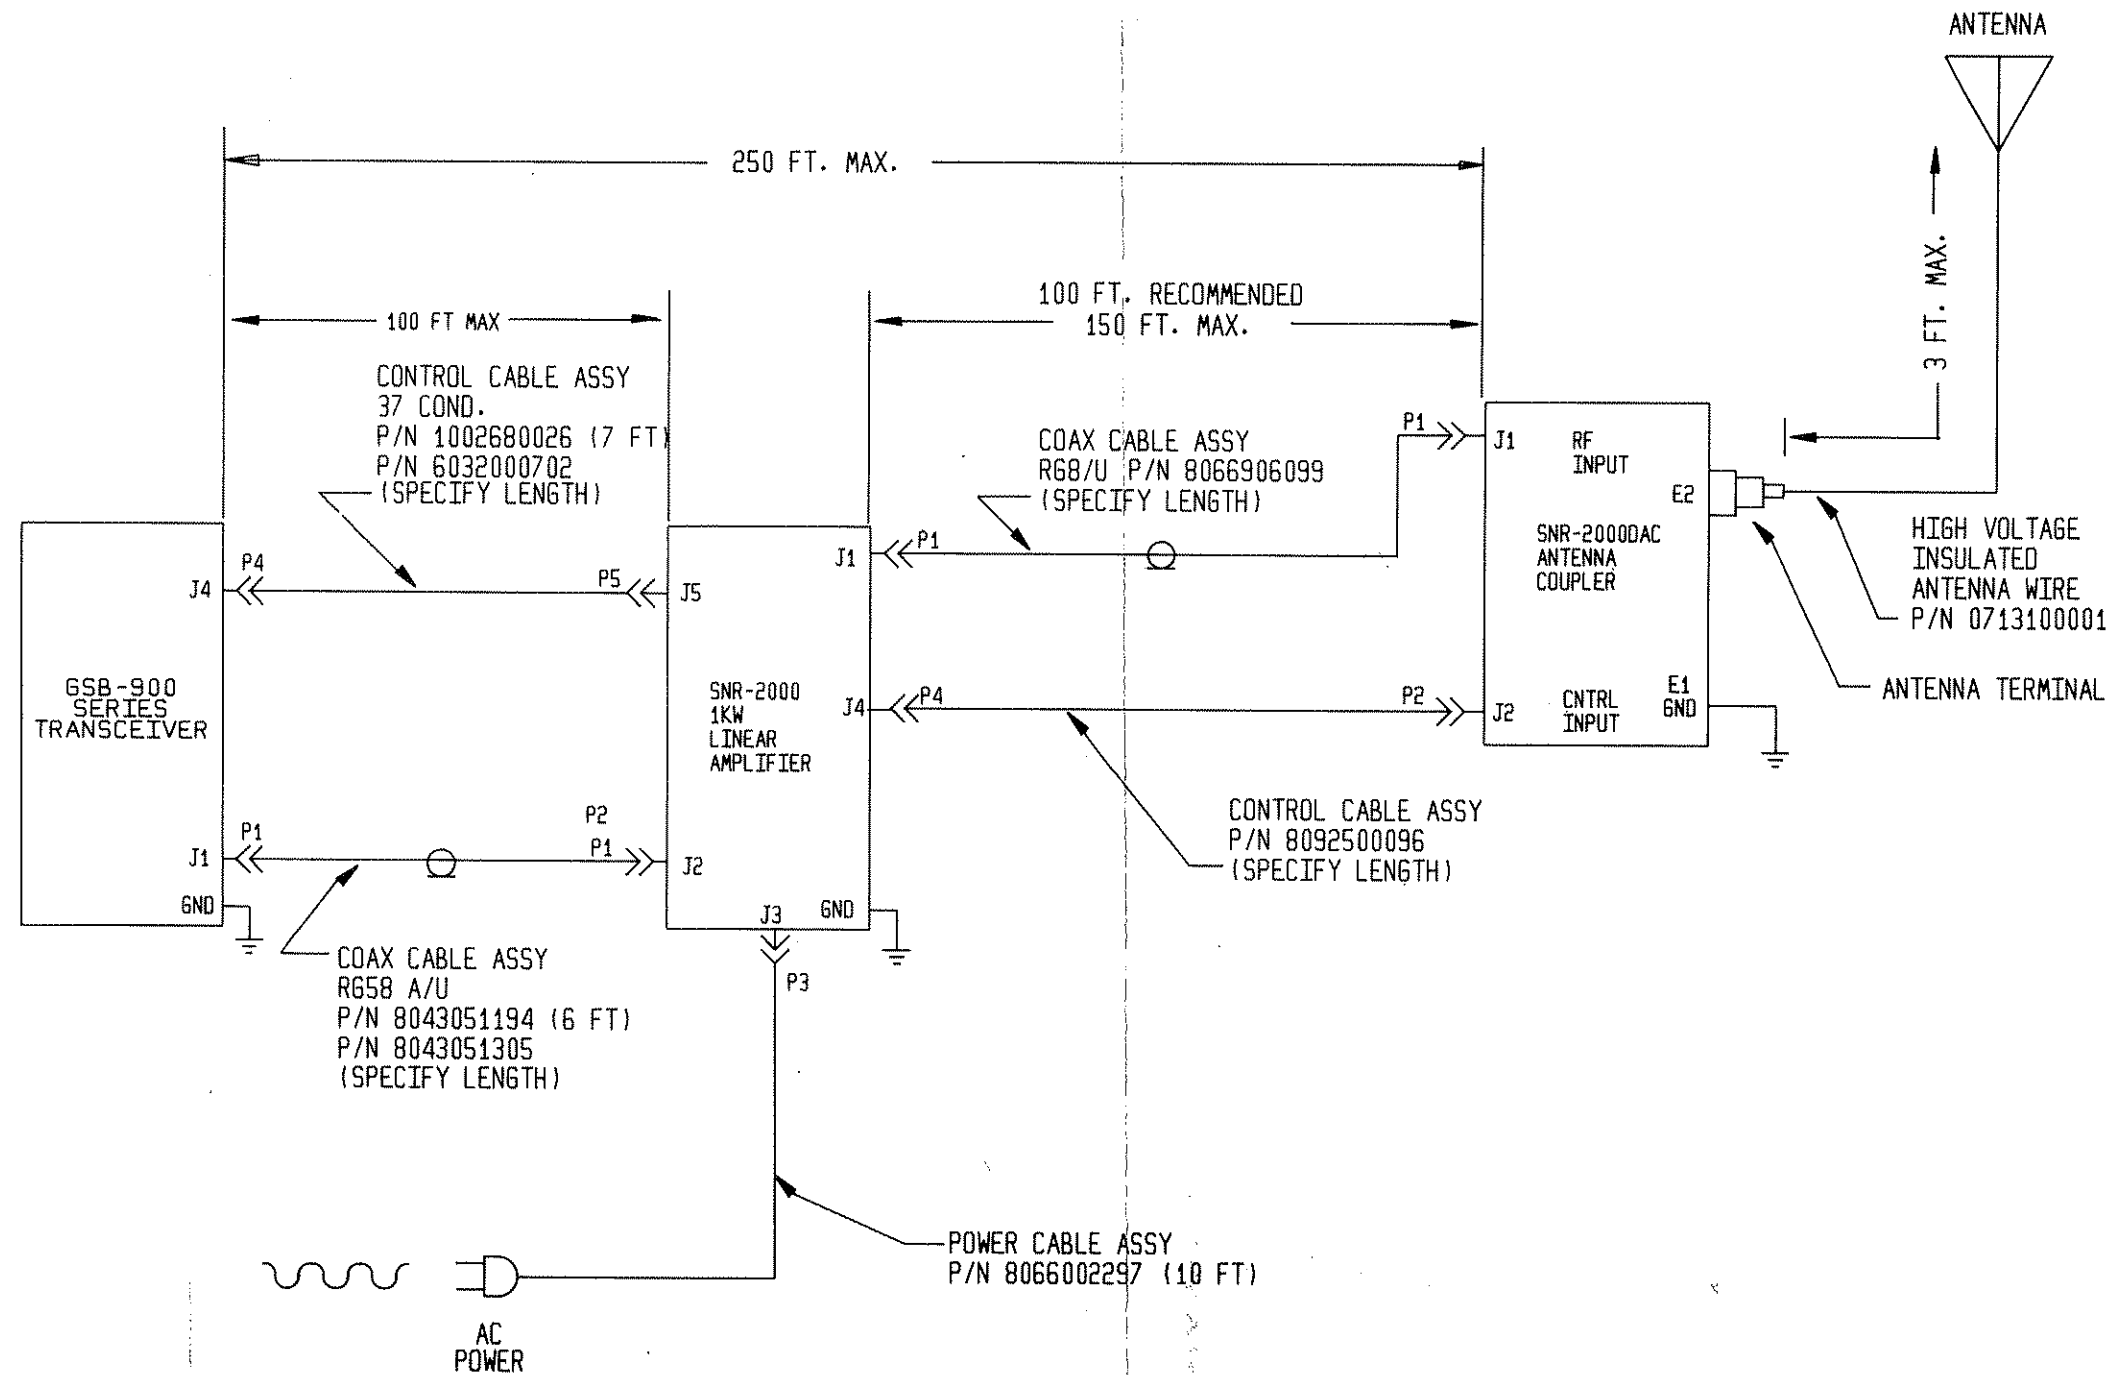 ANTENNA
250 FT. MAX.
3 FT. MAX.
100 FT MAX
100 FT. RECOMMENDED
150 FT. MAX.
CONTROL CABLE ASSY
37 COND.
P/N 1002680026 (7 FT)
P/N 6032000702
(SPECIFY LENGTH)
COAX CABLE ASSY
RG8/U P/N 8066906099
(SPECIFY LENGTH)
P1
J1
RF
INPUT
E2
SNR-2000DAC
ANTENNA
COUPLER
HIGH VOLTAGE
INSULATED
ANTENNA WIRE
P/N 0713100001
ANTENNA TERMINAL
J4
P4
P5
J5
J1
P1
GSB-900
SERIES
TRANSCEIVER
SNR-2000
1KW
LINEAR
AMPLIFIER
J4
P4
P2
J2
CNTRL
INPUT
E1
GND
CONTROL CABLE ASSY
P/N 8092500096
(SPECIFY LENGTH)
J1
P1
P2
P1
J2
GND
J3
GND
P3
COAX CABLE ASSY
RG58 A/U
P/N 8043051194 (6 FT)
P/N 8043051305
(SPECIFY LENGTH)
POWER CABLE ASSY
P/N 8066002297 (10 FT)
AC
POWER